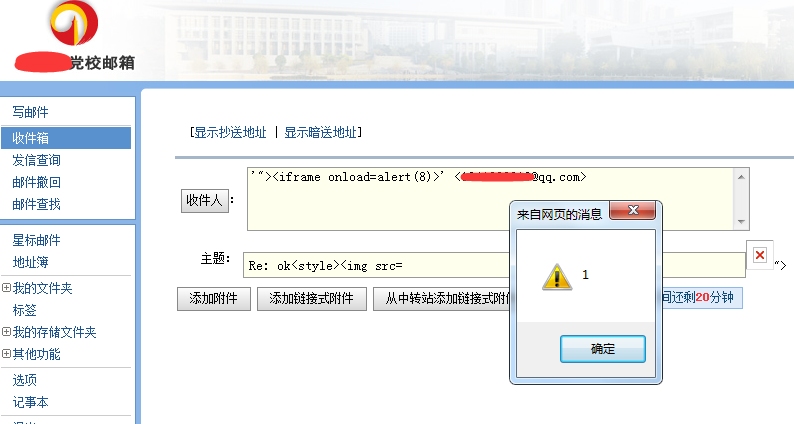 党校邮箱
写邮件
收件箱
发信查询
邮件撤回
邮件查找
星标邮件
地址簿
我的文件夹
标签
我的存储文件夹
其他功能
选项
记事本
[显示抄送地址 | 显示暗送地址]
收件人 : '"><iframe onload=alert(8)>' < @qq.com>
主题: Re: ok<style><img src= ">
添加附件 添加链接式附件 从中转站添加链接式附件 间还剩20分钟
来自网页的消息
1
确定